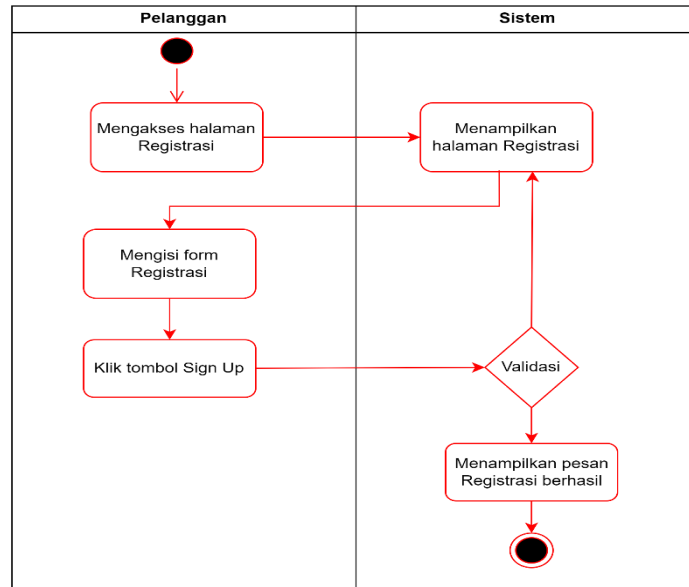 Pelanggan
Sistem
Mengakses halaman
Registrasi
Menampilkan
halaman Registrasi
Mengisi form
Registrasi
Klik tombol Sign Up
Validasi
Menampilkan pesan
Registrasi berhasil